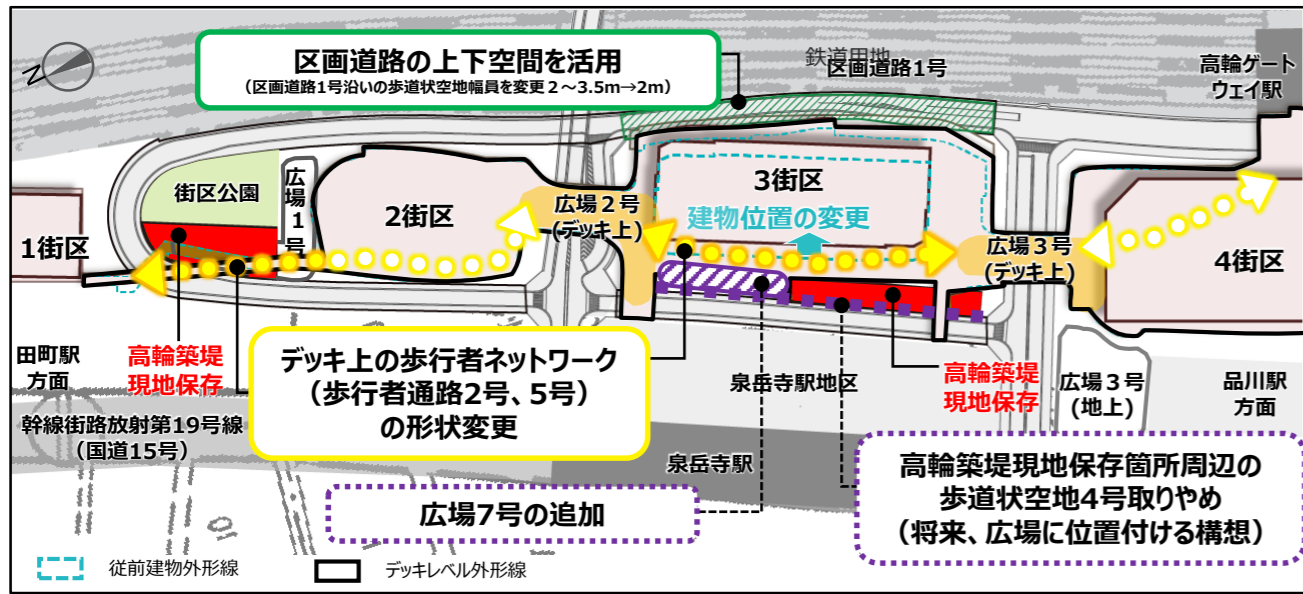 区画道路の上下空間を活用
(区画道路1号沿いの歩道状空地幅員を変更2～3.5m→2m)
鉄道用地
区画道路1号
高輪ゲート
ウェイ駅
N
街区公園
広場1号
1街区
2街区
広場2号
(デッキ上)
3街区
建物位置の変更
広場3号
(デッキ上)
4街区
田町駅
方面
高輪築堤
現地保存
デッキ上の歩行者ネットワーク
(歩行者通路2号、5号)
の形状変更
泉岳寺駅地区
高輪築堤
現地保存
広場3号
(地上)
品川駅
方面
幹線街路放射第19号線
(国道15号)
泉岳寺駅
広場7号の追加
高輪築堤現地保存箇所周辺の
歩道状空地4号取りやめ
(将来、広場に位置付ける構想)
従前建物外形線
デッキレベル外形線